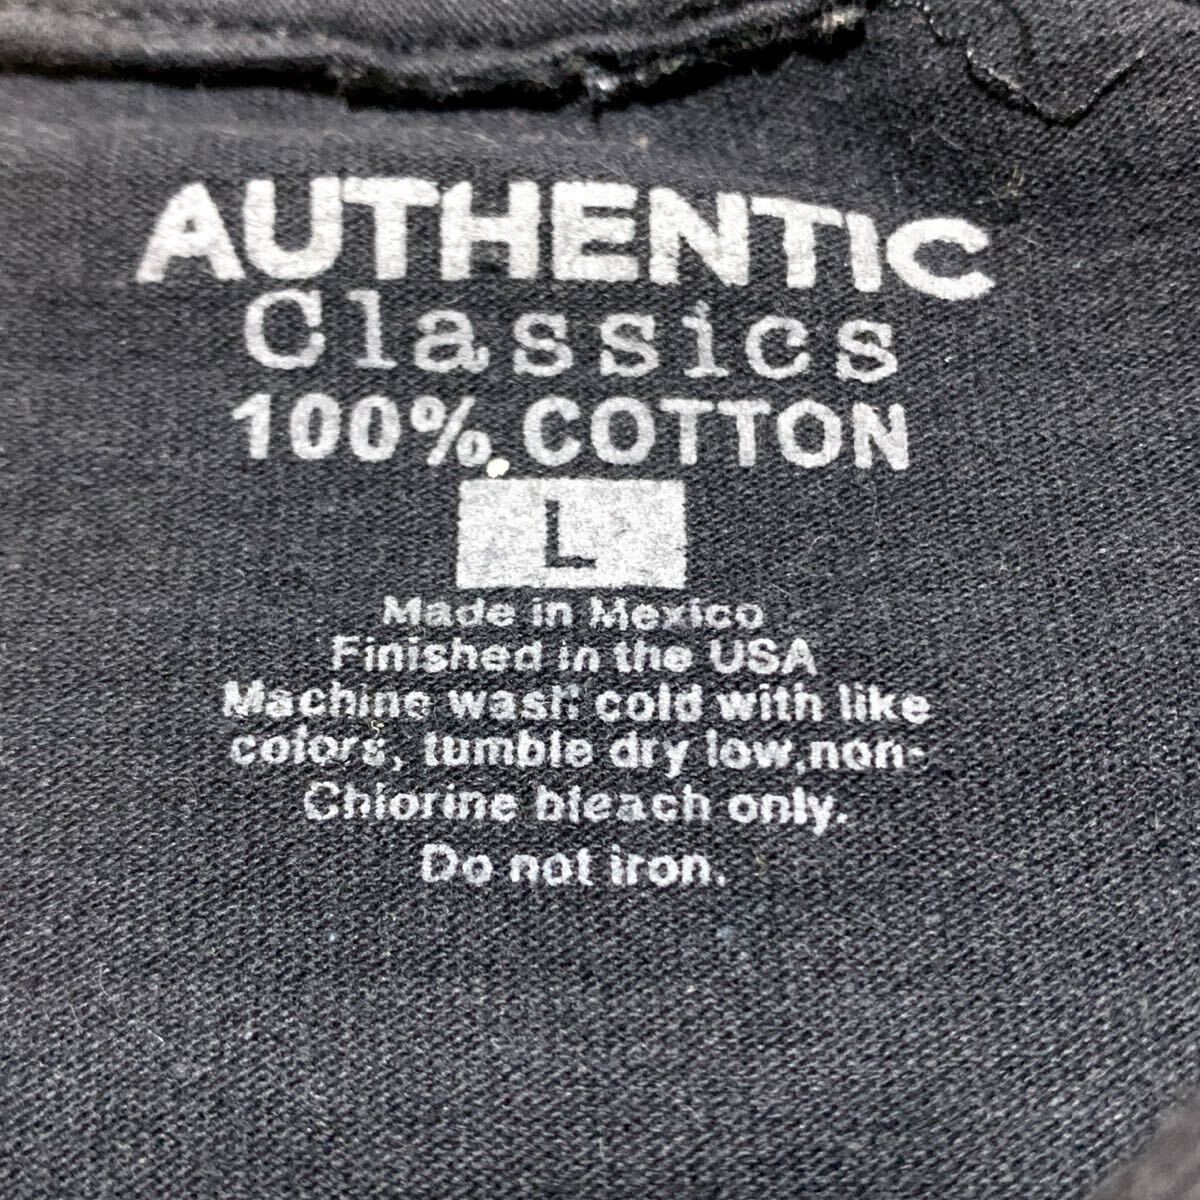 AUTHENTIC
Classics
100% COTTON
L
Made in Mexico
Finished in the USA
Machine wash cold with like
colors, tumble dry low,non-
Chlorine bleach only.
Do not iron.